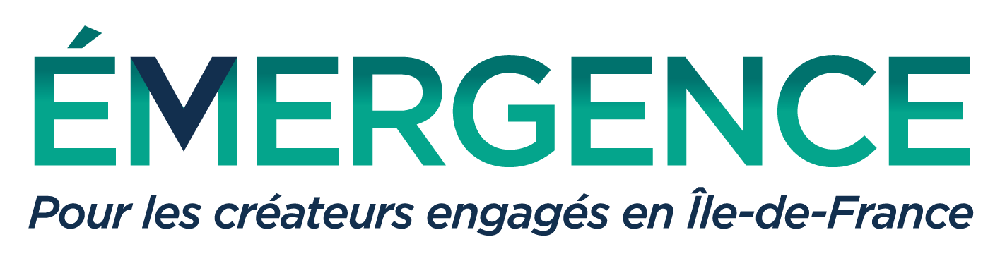 ÉMERGENCE
Pour les créateurs engagés en Île-de-France